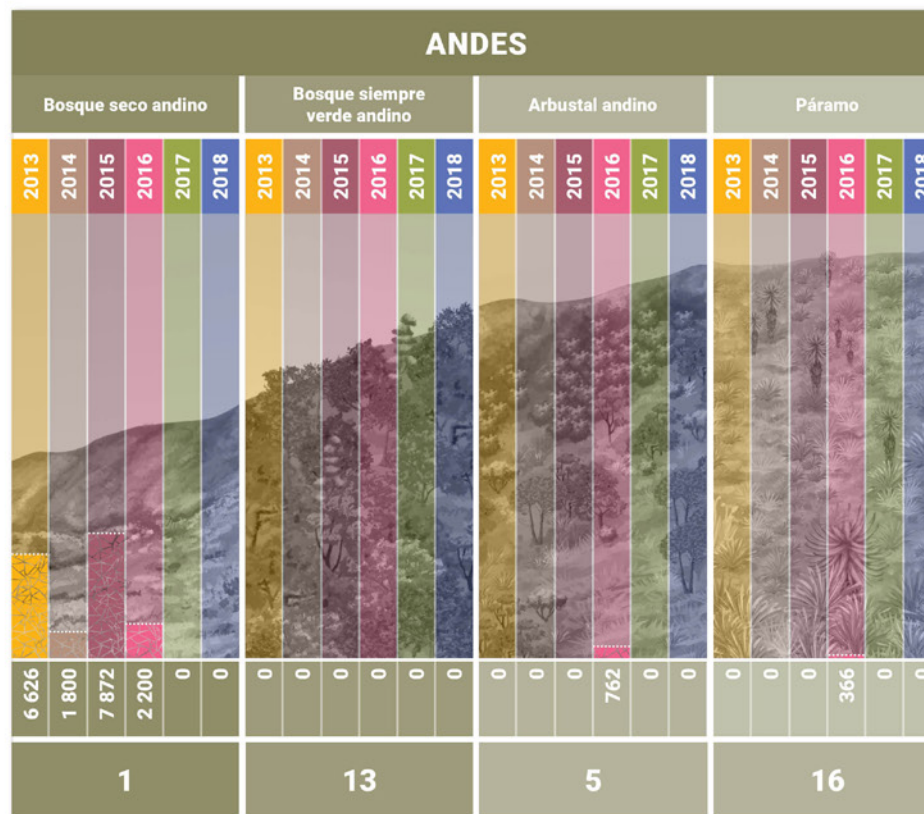 ANDES
Bosque seco andino
Bosque siempre
verde andino
Arbustal andino
Páramo
2013 2014 2015 2016 2017 2018
2013 2014 2015 2016 2017 2018
2013 2014 2015 2016 2017 2018
2013 2014 2015 2016 2017 2018
6 626 1 800 7 872 2 200 0 0
0 0 0 0 0 0
0 0 0 762 0 0
0 0 0 366 0 0
1
13
5
16